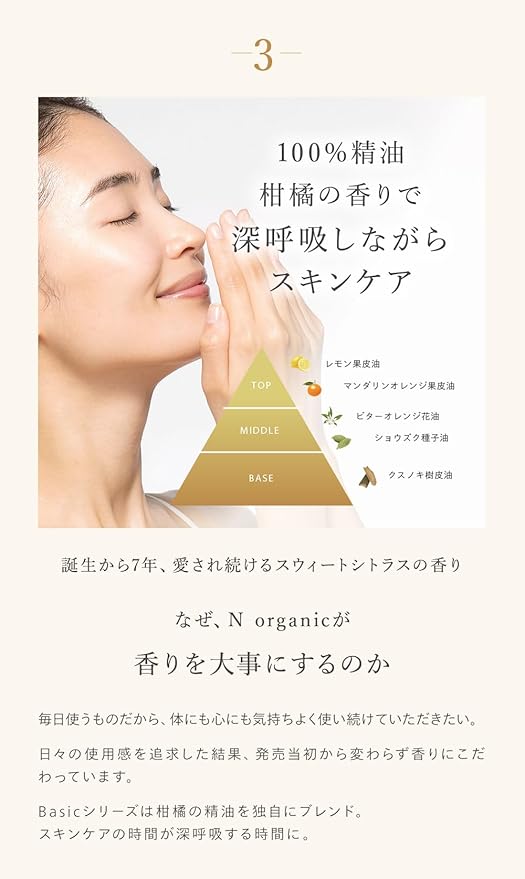 3
100%精油
柑橘の香りで
深呼吸しながら
スキンケア
TOP
レモン果皮油
マンダリンオレンジ果皮油
MIDDLE
ビターオレンジ花油
ショウズク種子油
BASE
クスノキ樹皮油
誕生から7年、愛され続けるスウィートシトラスの香り
なぜ、N organicが
香りを大事にするのか
毎日使うものだから、体にも心にも気持ちよく使い続けていただきたい。
日々の使用感を追求した結果、発売当初から変わらず香りにこだ
わっています。
Basicシリーズは柑橘の精油を独自にブレンド。
スキンケアの時間が深呼吸する時間に。